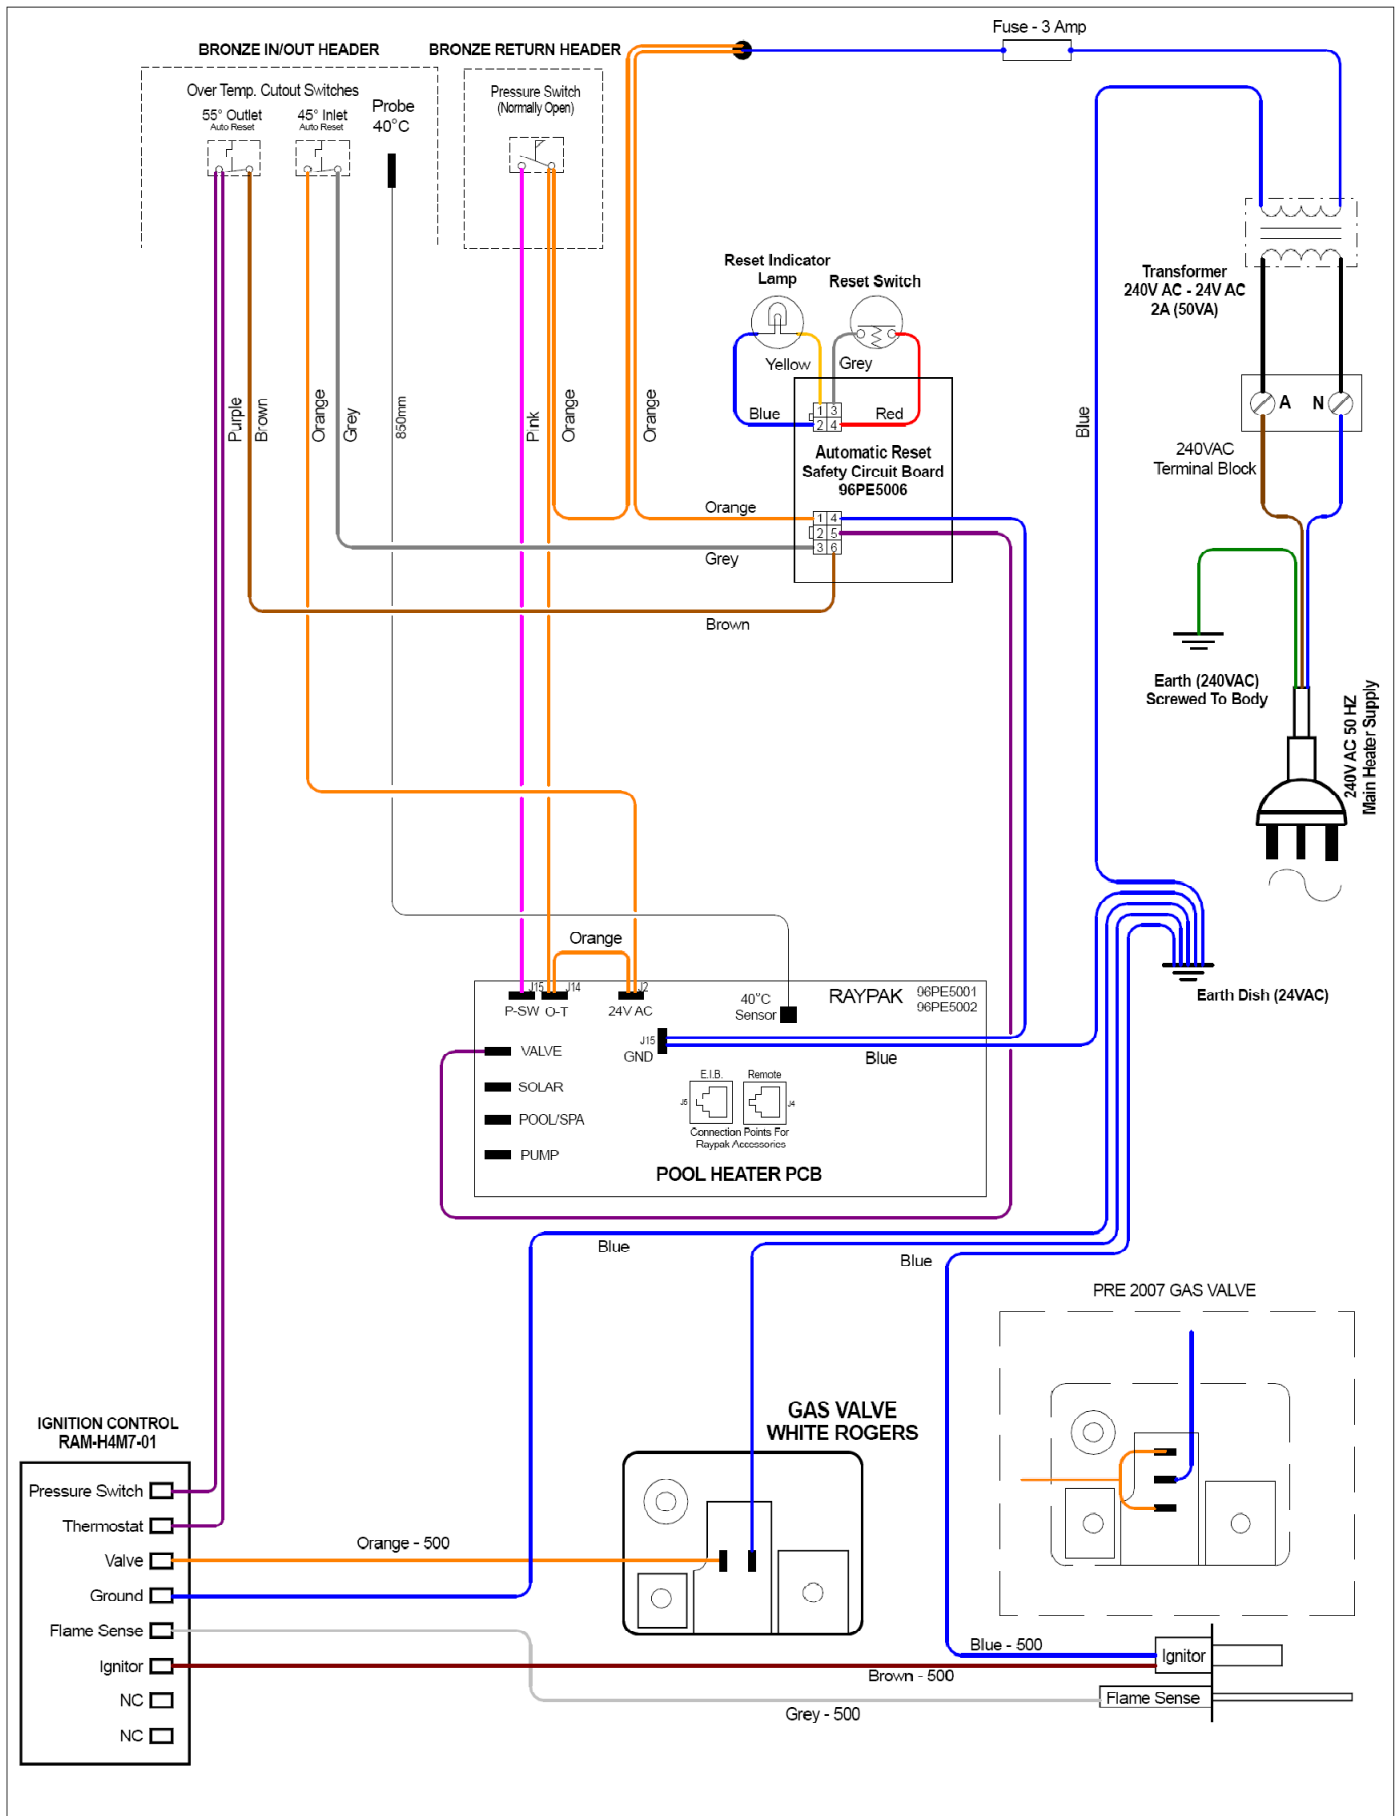 Fuse - 3 Amp
BRONZE IN/OUT HEADER
BRONZE RETURN HEADER
Over Temp. Cutout Switches
55° Outlet
Auto Reset
45° Inlet
Auto Reset
Probe
40°C
Pressure Switch
(Normally Open)
Reset Indicator
Lamp
Reset Switch
Transformer
240V AC - 24V AC
2A (50VA)
Yellow
Grey
Blue
Red
1 3
2 4
A N
Purple
Brown
Orange
Grey
850mm
Pink
Orange
Orange
Blue
Automatic Reset
Safety Circuit Board
96PE5006
240VAC
Terminal Block
Orange
1 4
2 5
3 6
Grey
Brown
Earth (240VAC)
Screwed To Body
240V AC 50 HZ
Main Heater Supply
Orange
J15
J14
J2
P-SW
O-T
24V AC
40°C
Sensor
RAYPAK
96PE5001
96PE5002
Earth Dish (24VAC)
J15
GND
Blue
VALVE
SOLAR
POOL/SPA
PUMP
E.I.B.
Remote
J5
J4
Connection Points For
Raypak Accessories
POOL HEATER PCB
Blue
Blue
PRE 2007 GAS VALVE
GAS VALVE
WHITE ROGERS
IGNITION CONTROL
RAM-H4M7-01
Pressure Switch
Thermostat
Valve
Ground
Flame Sense
Ignitor
NC
NC
Orange - 500
Blue - 500
Brown - 500
Grey - 500
Ignitor
Flame Sense